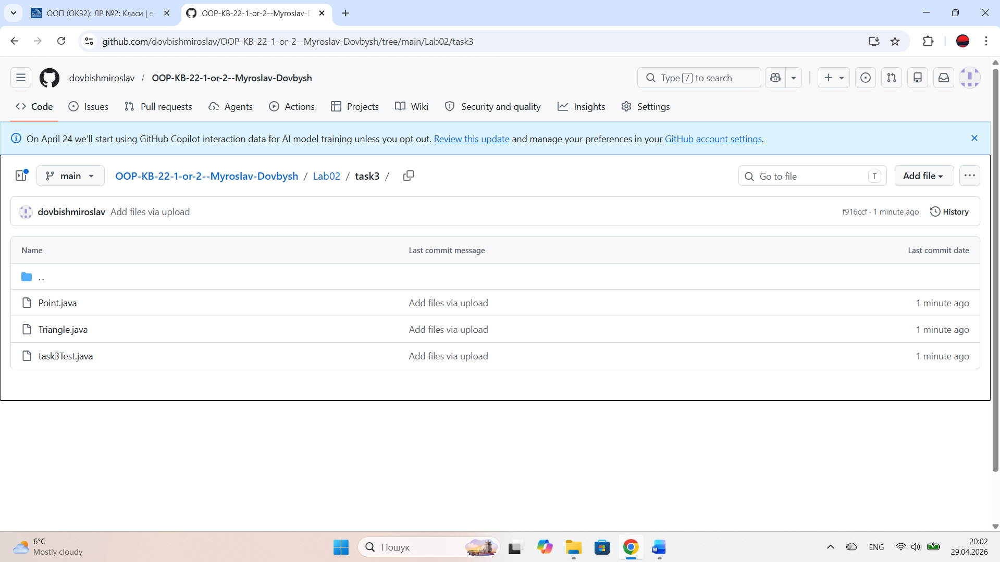 ООП (ОК32): ЛР №2: Класи | e-
OOP-KB-22-1-or-2--Myroslav-D
github.com/dovbishmiroslav/OOP-KB-22-1-or-2--Myroslav-Dovbysh/tree/main/Lab02/task3
dovbishmiroslav / OOP-KB-22-1-or-2--Myroslav-Dovbysh
Type / to search
Code Issues Pull requests Agents Actions Projects Wiki Security and quality Insights Settings
On April 24 we'll start using GitHub Copilot interaction data for AI model training unless you opt out. Review this update and manage your preferences in your GitHub account settings.
main OOP-KB-22-1-or-2--Myroslav-Dovbysh / Lab02 / task3 /
Go to file T Add file
dovbishmiroslav Add files via upload f916ccf · 1 minute ago History
Name Last commit message Last commit date
..
Point.java Add files via upload 1 minute ago
Triangle.java Add files via upload 1 minute ago
task3Test.java Add files via upload 1 minute ago
6°C
Mostly cloudy
Пошук
W
ENG
20:02
29.04.2026